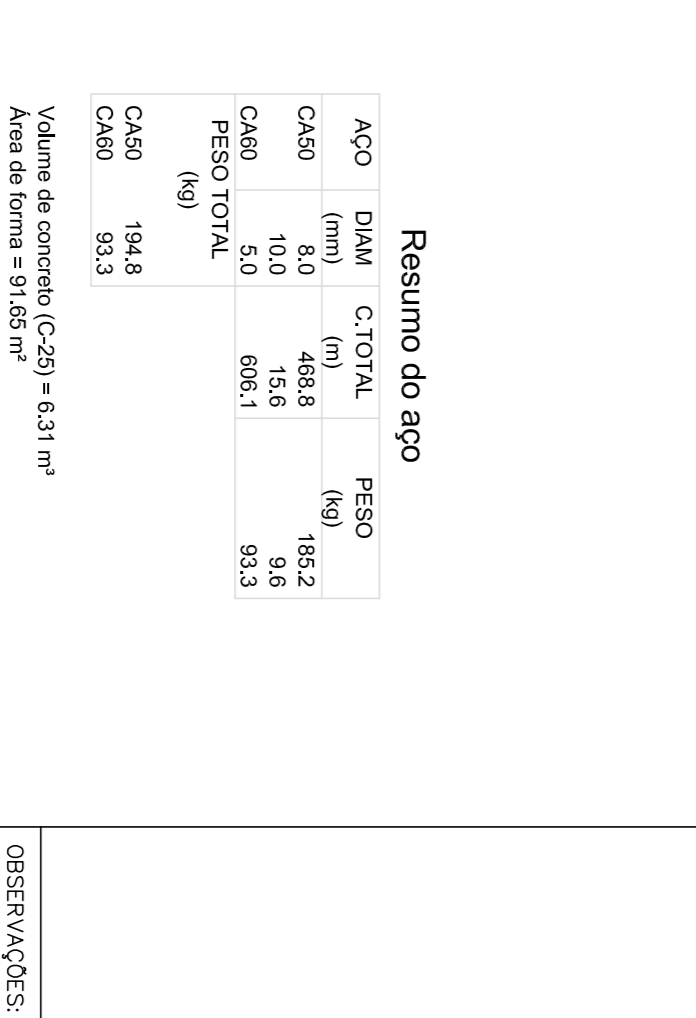 Resumo do aço
AÇO DIAM C.TOTAL PESO
(mm) (m) (kg)
CA50 8.0 468.8 185.2
10.0 15.6 9.6
CA60 5.0 606.1 93.3
PESO TOTAL
(kg)
CA50 194.8
CA60 93.3
Volume de concreto (C-25) = 6.31 m³
Área de forma = 91.65 m²
OBSERVAÇÕES: